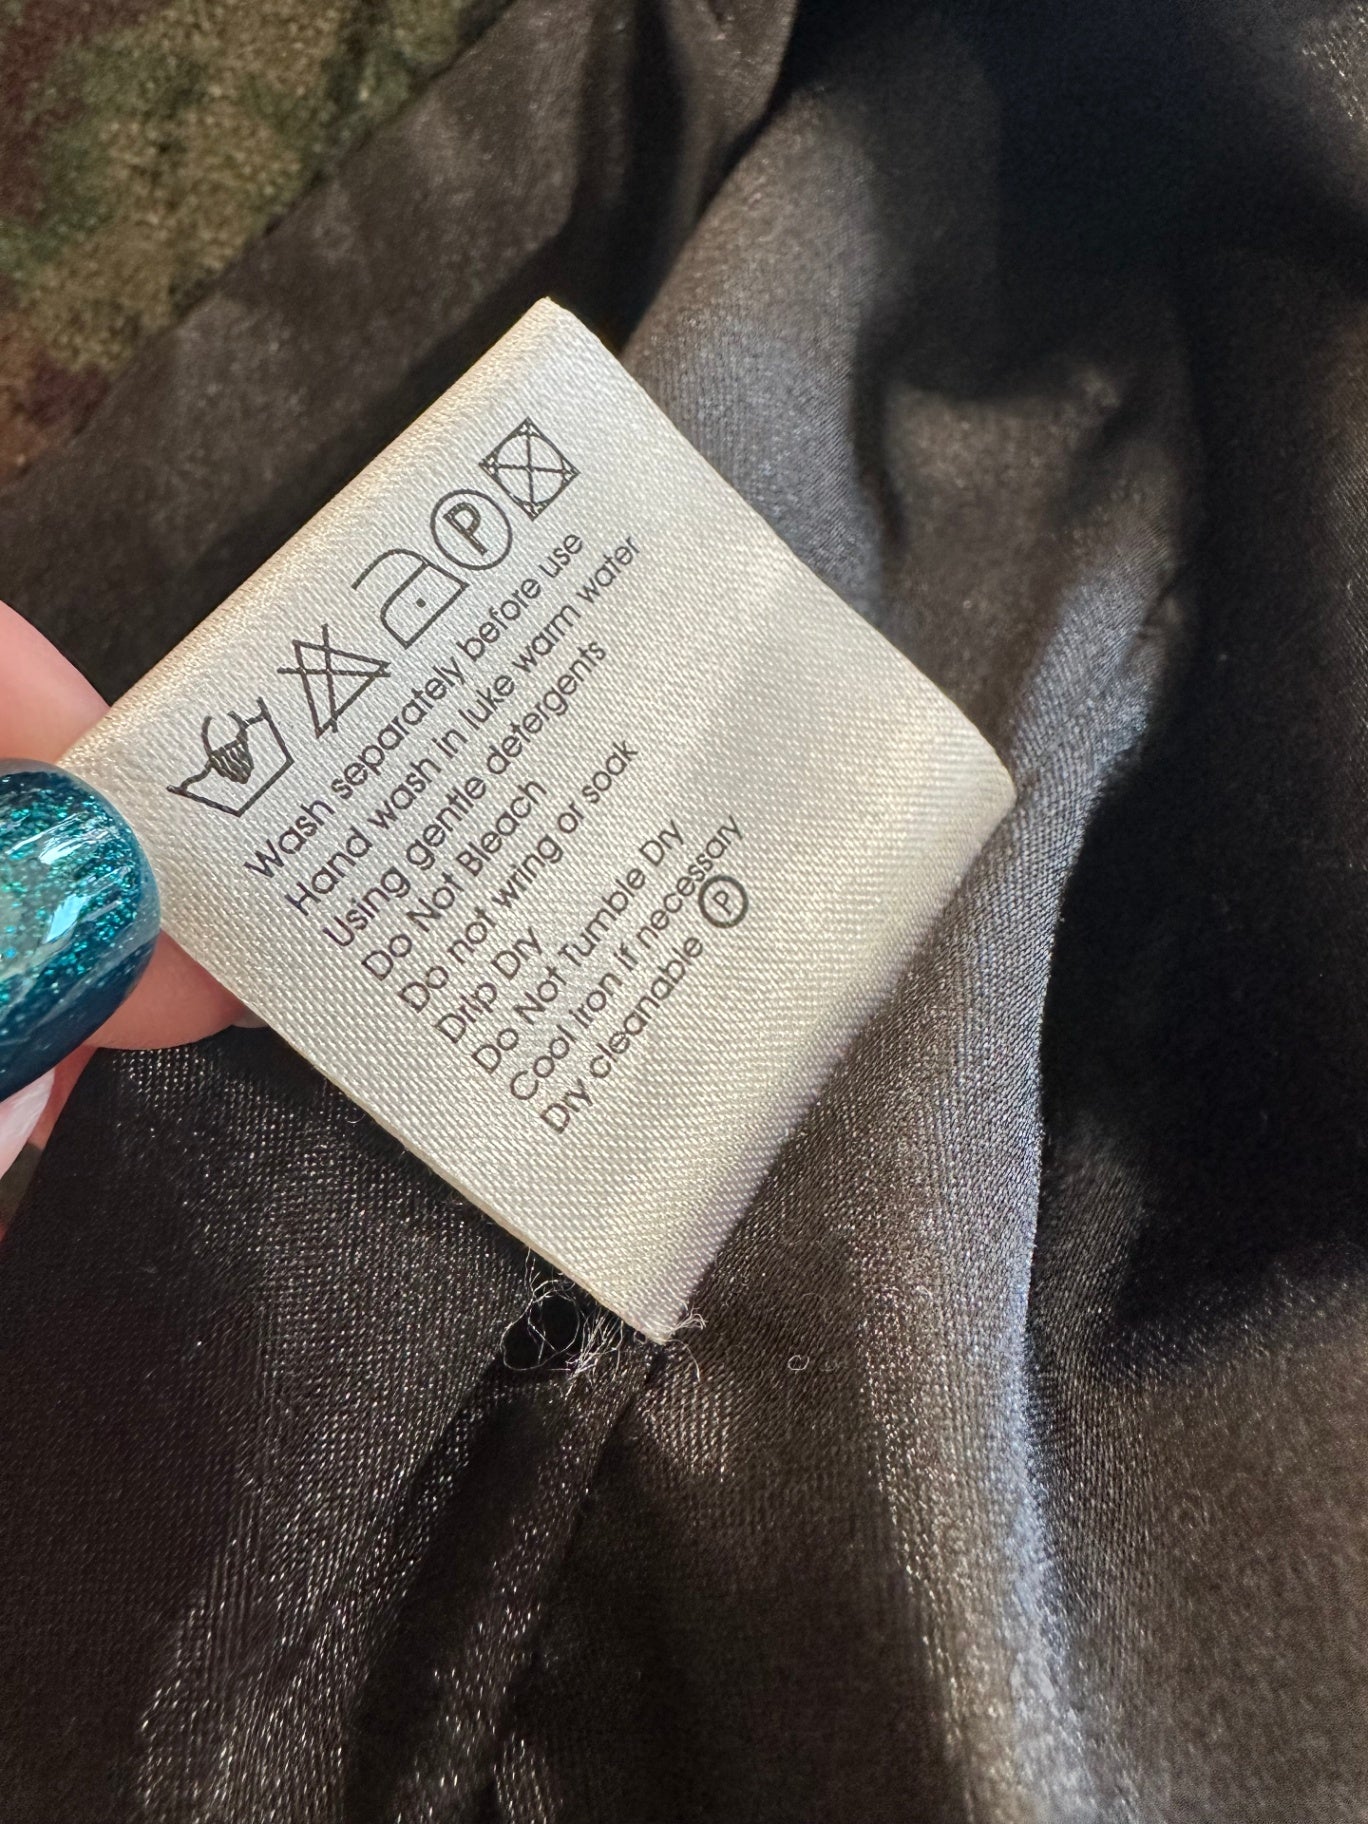 P
Wash separately before use
Hand wash in luke warm water
Using gentle detergents
Do Not Bleach
Do not wring or soak
Drip Dry
Do Not Tumble Dry
Cool Iron if necessary
Dry cleanable P